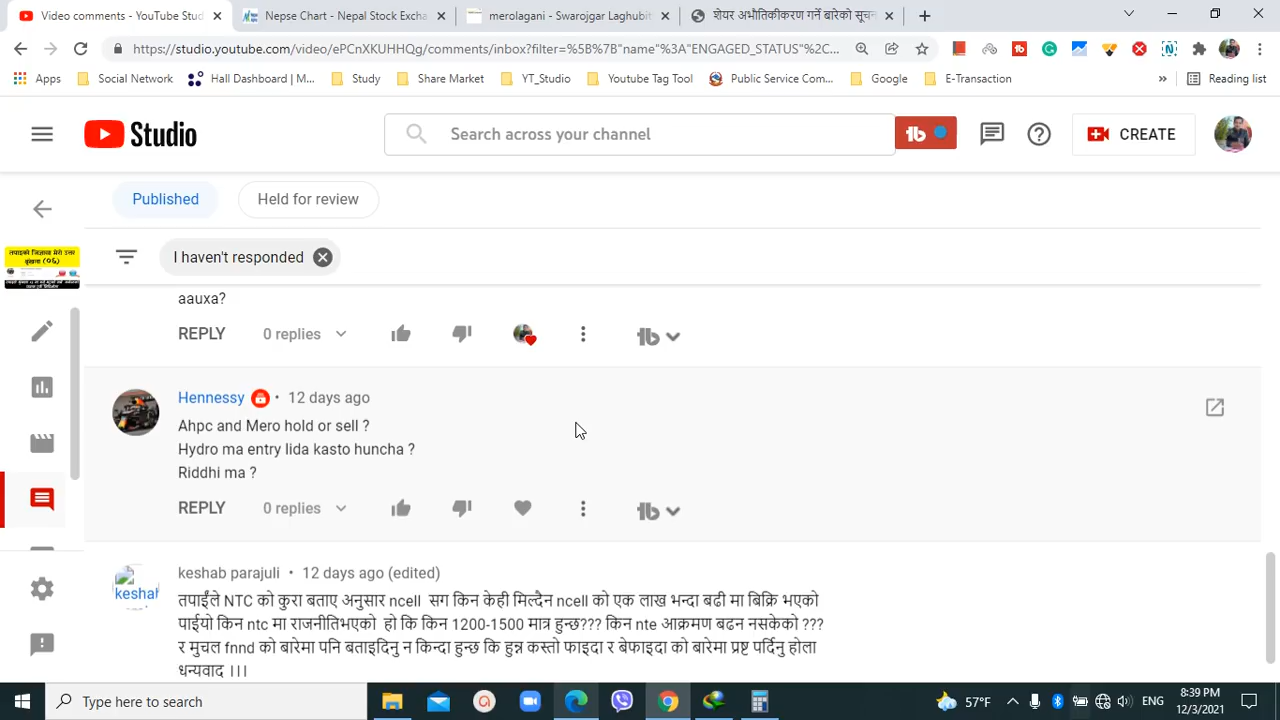 Video comments - YouTube Studi
Nepse Chart - Nepal Stock Excha
merolagani - Swarojgar Laghubit
शेयर अभौतिकीकरण गर्ने बारेको सूचन
https://studio.youtube.com/video/ePCnXKUHHQg/comments/inbox?filter=%5B%7B"name"%3A"ENGAGED_STATUS"%2C...
Apps
Social Network
Hall Dashboard | M...
Study
Share Market
YT_Studio
Youtube Tag Tool
Public Service Com...
Google
E-Transaction
»
Reading list
Studio
Search across your channel
CREATE
Published
Held for review
तपाइको जिज्ञासा मेरो उत्तर
I haven't responded
aauxa?
REPLY 0 replies
Hennessy • 12 days ago
Ahpc and Mero hold or sell ?
Hydro ma entry lida kasto huncha ?
Riddhi ma ?
REPLY 0 replies
keshab parajuli • 12 days ago (edited)
keshab
तपाईंले NTC को कुरा बताए अनुसार ncell सग किन केही मिल्दैन ncell को एक लाख भन्दा बढी मा बिक्रि भएको
पाईयो किन ntc मा राजनीतिभएको हो कि किन 1200-1500 मात्र हुन्छ??? किन nte आक्रमण बढन नसकेको ???
र मुचल fnnd को बारेमा पनि बताइदिनु न किन्दा हुन्छ कि हुन्न कस्तो फाइदा र बेफाइदा को बारेमा प्रष्ट पर्दिनु होला
धन्यवाद ।।।
Type here to search
57°F
ENG
8:39 PM
12/3/2021